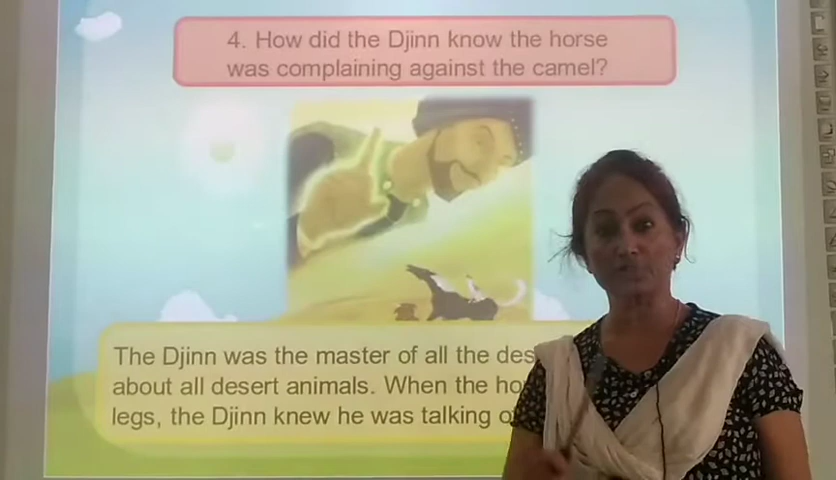 4. How did the Djinn know the horse
was complaining against the camel?
The Djinn was the master of all the des
about all desert animals. When the ho
legs, the Djinn knew he was talking o